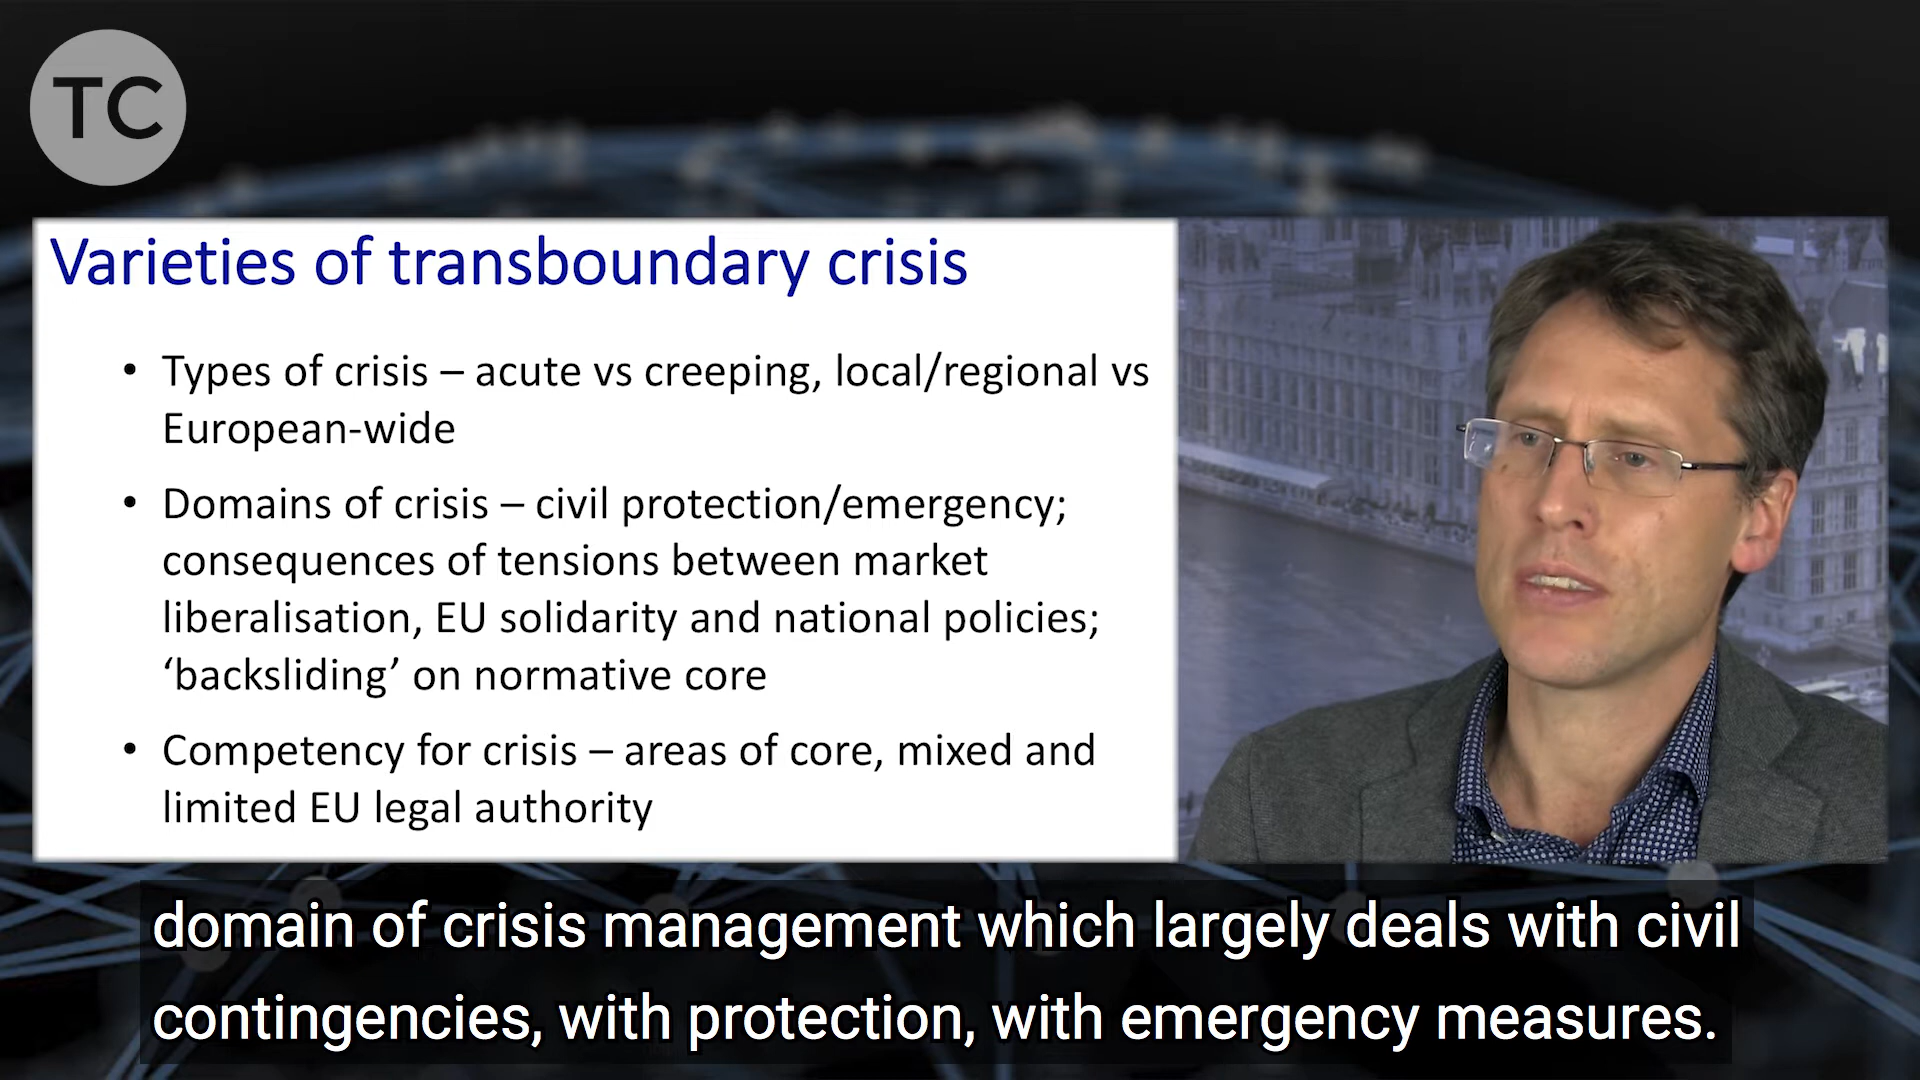 TC
Varieties of transboundary crisis
• Types of crisis – acute vs creeping, local/regional vs
European-wide
• Domains of crisis – civil protection/emergency;
consequences of tensions between market
liberalisation, EU solidarity and national policies;
‘backsliding’ on normative core
• Competency for crisis – areas of core, mixed and
limited EU legal authority
domain of crisis management which largely deals with civil
contingencies, with protection, with emergency measures.